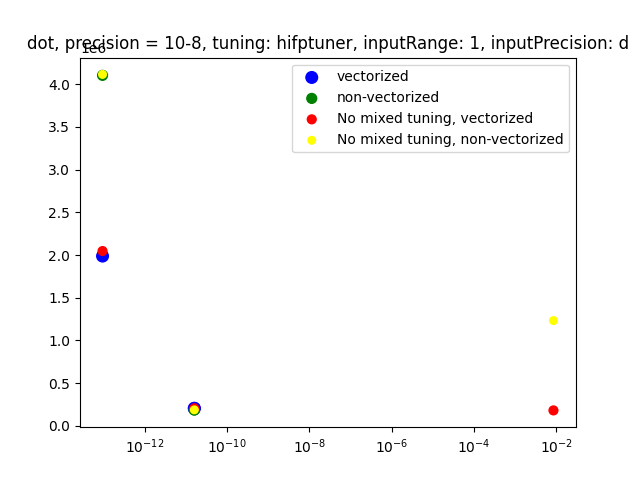 dot, precision = 10-8, tuning: hifptuner, inputRange: 1, inputPrecision: d
1e6
vectorized
non-vectorized
No mixed tuning, vectorized
No mixed tuning, non-vectorized
4.0
3.5
3.0
2.5
2.0
1.5
1.0
0.5
0.0
10⁻¹² 10⁻¹⁰ 10⁻⁸ 10⁻⁶ 10⁻⁴ 10⁻²